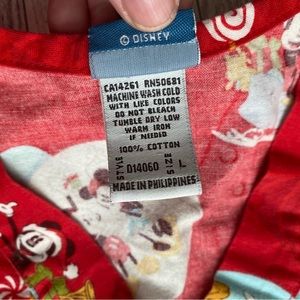 © DISNEY
CA14261 RN50681
MACHINE WASH COLD
WITH LIKE COLORS
DO NOT BLEACH
TUMBLE DRY LOW
WARM IRON
IF NEEDED
100% COTTON
STYLE D14060 SIZE L
MADE IN PHILIPPINES